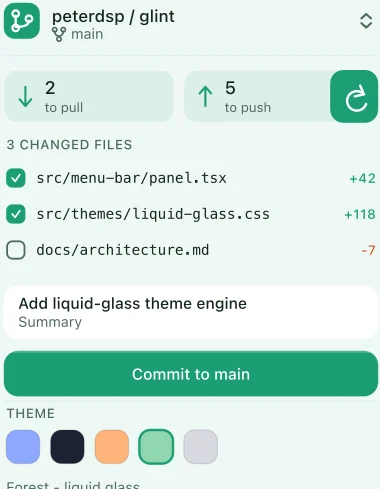 peterdsp / glint
main
2
to pull
5
to push
3 CHANGED FILES
src/menu-bar/panel.tsx +42
src/themes/liquid-glass.css +118
docs/architecture.md -7
Add liquid-glass theme engine
Summary
Commit to main
THEME
Forest - liquid glass